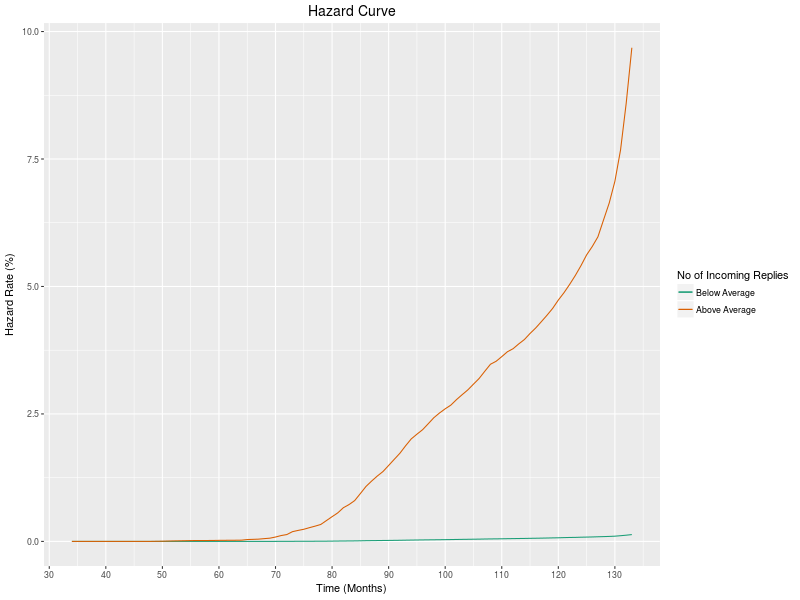 Hazard Curve
Hazard Rate (%)
10.0
7.5
5.0
2.5
0.0
30 40 50 60 70 80 90 100 110 120 130
Time (Months)
No of Incoming Replies
Below Average
Above Average